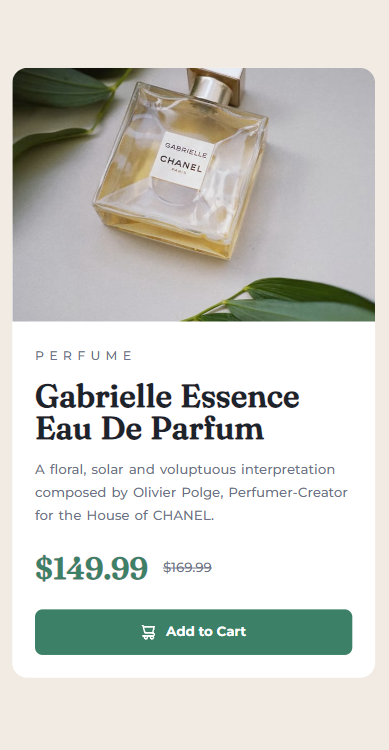 GABRIELLE
CHANEL
PARIS
PERFUME
Gabrielle Essence
Eau De Parfum
A floral, solar and voluptuous interpretation
composed by Olivier Polge, Perfumer-Creator
for the House of CHANEL.
$149.99 $169.99
Add to Cart